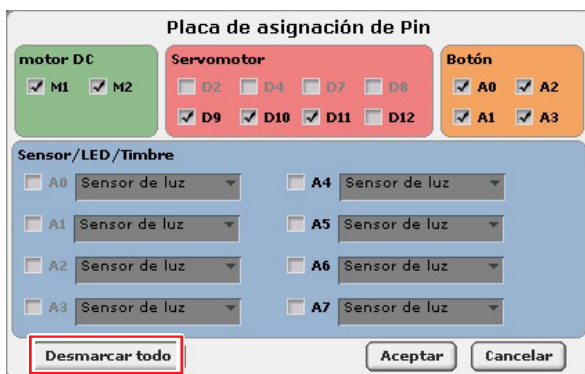 Placa de asignación de Pin
motor DC
M1 M2
Servomotor
D2 D4 D7 D8
D9 D10 D11 D12
Botón
A0 A2
A1 A3
Sensor/LED/Timbre
A0 Sensor de luz A4 Sensor de luz
A1 Sensor de luz A5 Sensor de luz
A2 Sensor de luz A6 Sensor de luz
A3 Sensor de luz A7 Sensor de luz
Desmarcar todo Aceptar Cancelar